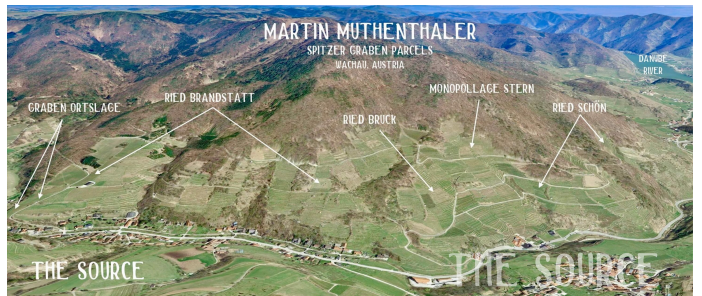 MARTIN MUTHENTHALER
SPITZER GRABEN PARCELS
WACHAU, AUSTRIA
DANUBE
RIVER
MONOPOLLAGE STERN
RIED BRANDSTATT
GRABEN ORTSLAGE
RIED SCHÖN
RIED BRUCK
THE SOURCE
THE SOURCE